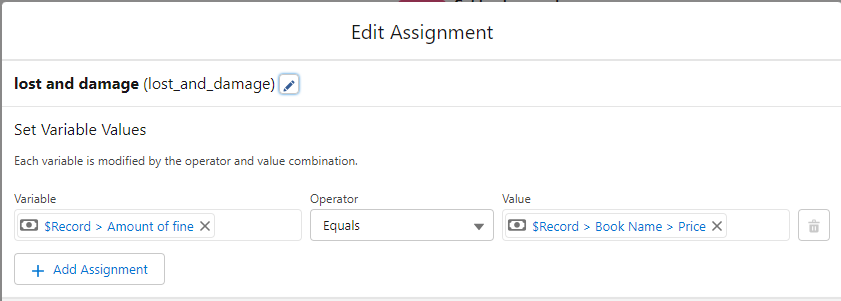 Edit Assignment
lost and damage (lost_and_damage)
Set Variable Values
Each variable is modified by the operator and value combination.
Variable Operator Value
$Record > Amount of fine Equals $Record > Book Name > Price
+ Add Assignment